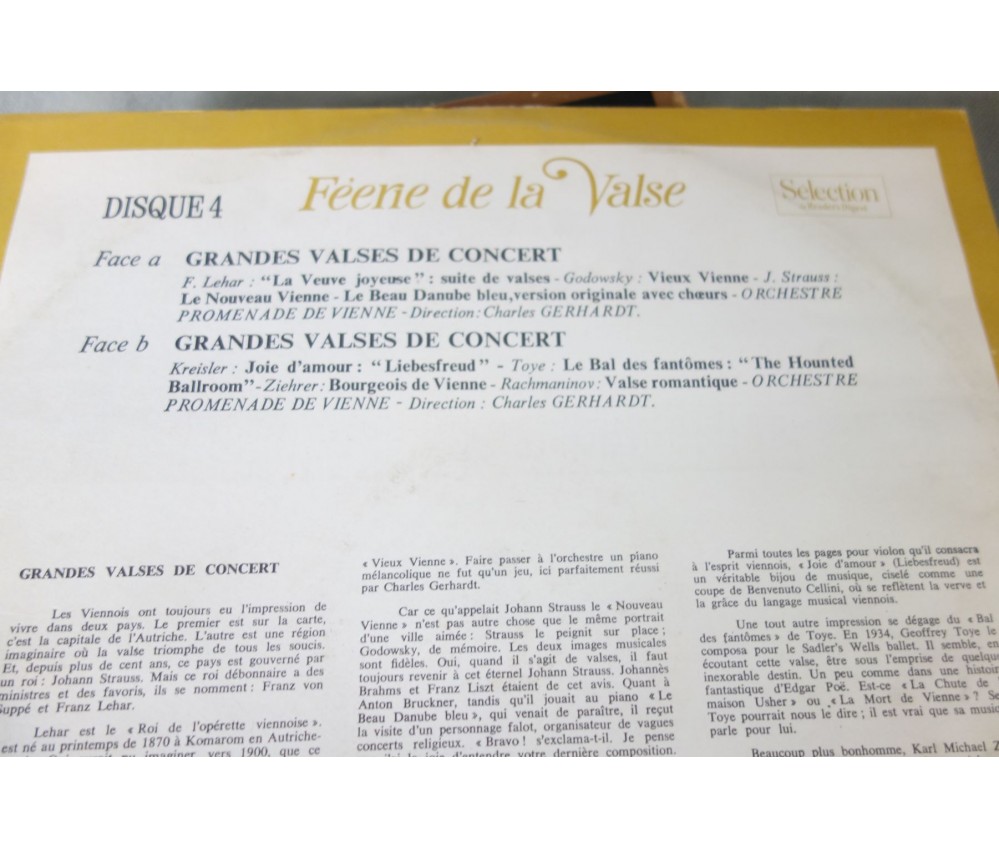 DISQUE 4
Féerie de la Valse
Sélection
du Reader's Digest
Face a GRANDES VALSES DE CONCERT
F. Lehar : "La Veuve joyeuse" : suite de valses - Godowsky : Vieux Vienne - J. Strauss :
Le Nouveau Vienne - Le Beau Danube bleu, version originale avec chœurs - ORCHESTRE
PROMENADE DE VIENNE - Direction : Charles GERHARDT.
Face b GRANDES VALSES DE CONCERT
Kreisler : Joie d'amour : "Liebesfreud" - Toye : Le Bal des fantômes : "The Hounted
Ballroom" - Ziehrer : Bourgeois de Vienne - Rachmaninov : Valse romantique - ORCHESTRE
PROMENADE DE VIENNE - Direction : Charles GERHARDT.
GRANDES VALSES DE CONCERT
Les Viennois ont toujours eu l'impression de
vivre dans deux pays. Le premier est sur la carte,
c'est la capitale de l'Autriche. L'autre est une région
imaginaire où la valse triomphe de tous les soucis.
Et, depuis plus de cent ans, ce pays est gouverné par
un roi : Johann Strauss. Mais ce roi débonnaire a des
ministres et des favoris, ils se nomment : Franz von
Suppé et Franz Lehar.
Lehar est le « Roi de l'opérette viennoise ».
est né au printemps de 1870 à Komarom en Autriche-
imaginer, vers 1900, que ce
« Vieux Vienne ». Faire passer à l'orchestre un piano
mélancolique ne fut qu'un jeu, ici parfaitement réussi
par Charles Gerhardt.
Car ce qu'appelait Johann Strauss le « Nouveau
Vienne » n'est pas autre chose que le même portrait
d'une ville aimée : Strauss le peignit sur place ;
Godowsky, de mémoire. Les deux images musicales
sont fidèles. Oui, quand il s'agit de valses, il faut
toujours revenir à cet éternel Johann Strauss. Johannès
Brahms et Franz Liszt étaient de cet avis. Quant à
Anton Bruckner, tandis qu'il jouait au piano « Le
Beau Danube bleu », qui venait de paraître, il reçut
la visite d'un personnage falot, organisateur de vagues
concerts religieux. « Bravo ! s'exclama-t-il. Je pense
la joie d'entendre votre dernière composition.
Parmi toutes les pages pour violon qu'il consacra
à l'esprit viennois, « Joie d'amour » (Liebesfreud) est
un véritable bijou de musique, ciselé comme une
coupe de Benvenuto Cellini, où se reflètent la verve et
la grâce du langage musical viennois.
Une tout autre impression se dégage du « Bal
des fantômes » de Toye. En 1934, Geoffrey Toye le
composa pour le Sadler's Wells ballet. Il semble, en
écoutant cette valse, être sous l'emprise de quelque
inexorable destin. Un peu comme dans une histoire
fantastique d'Edgar Poë. Est-ce « La Chute de l
maison Usher » ou « La Mort de Vienne » ? Se
Toye pourrait nous le dire ; il est vrai que sa musiq
parle pour lui.
Beaucoup plus bonhomme, Karl Michael Z